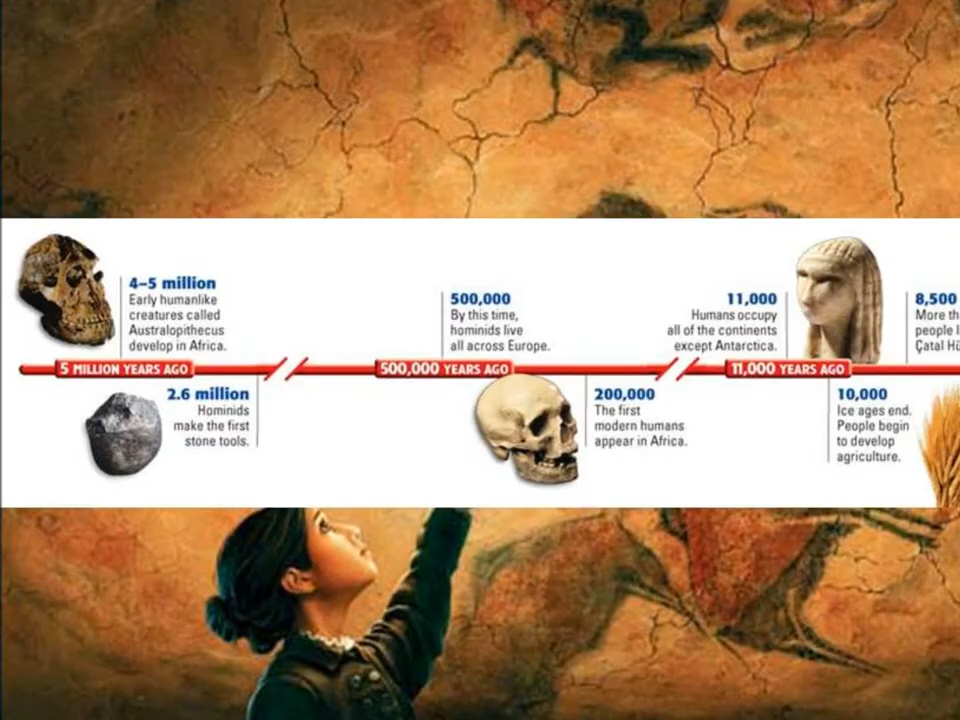 4–5 million
Early humanlike
creatures called
Australopithecus
develop in Africa.
500,000
By this time,
hominids live
all across Europe.
11,000
Humans occupy
all of the continents
except Antarctica.
8,500
More
people
Çatal
5 MILLION YEARS AGO
500,000 YEARS AGO
11,000 YEARS AGO
2.6 million
Hominids
make the first
stone tools.
200,000
The first
modern humans
appear in Africa.
10,000
Ice ages end.
People begin
to develop
agriculture.